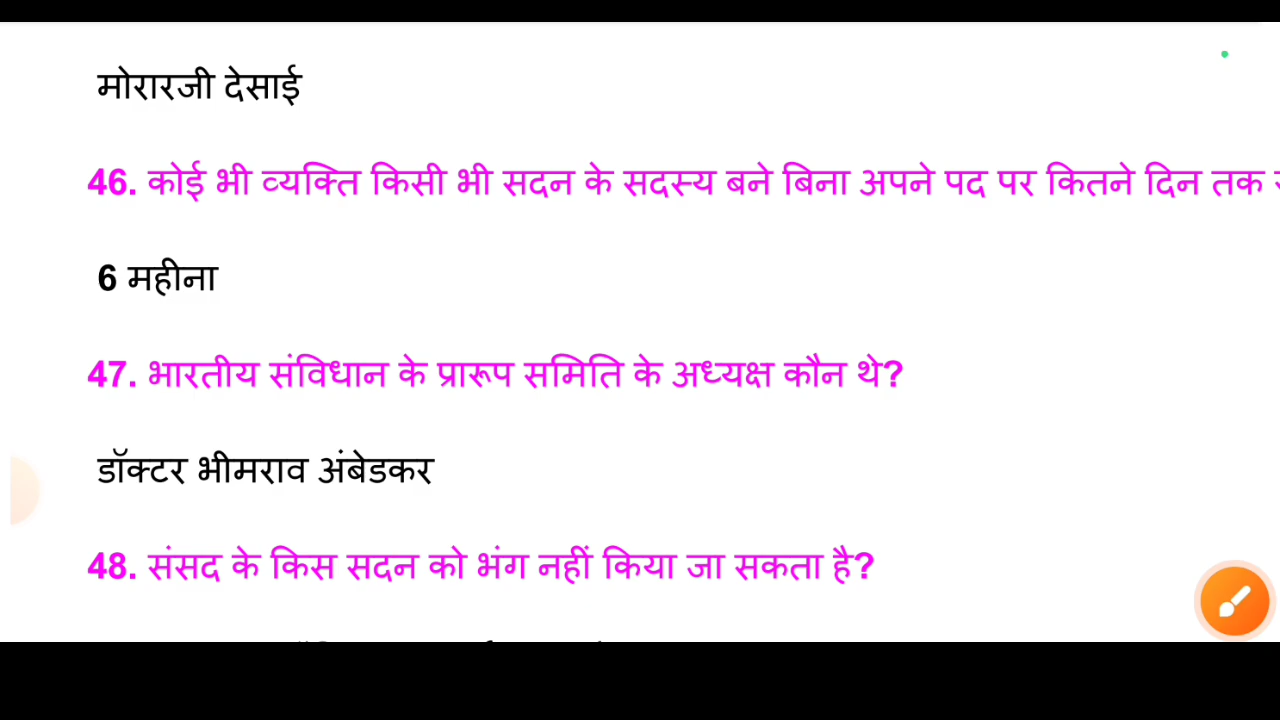 मोरारजी देसाई
46. कोई भी व्यक्ति किसी भी सदन के सदस्य बने बिना अपने पद पर कितने दिन तक
6 महीना
47. भारतीय संविधान के प्रारूप समिति के अध्यक्ष कौन थे?
डॉक्टर भीमराव अंबेडकर
48. संसद के किस सदन को भंग नहीं किया जा सकता है?